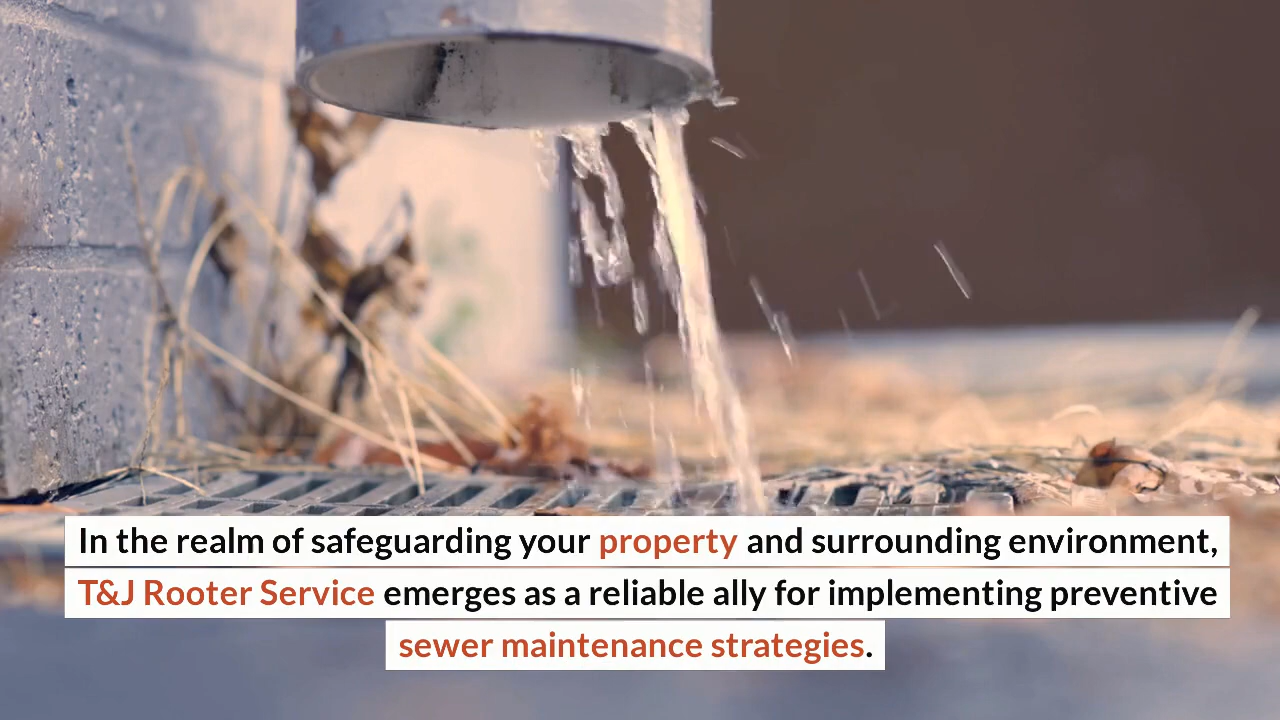 In the realm of safeguarding your property and surrounding environment,
T&J Rooter Service emerges as a reliable ally for implementing preventive
sewer maintenance strategies.